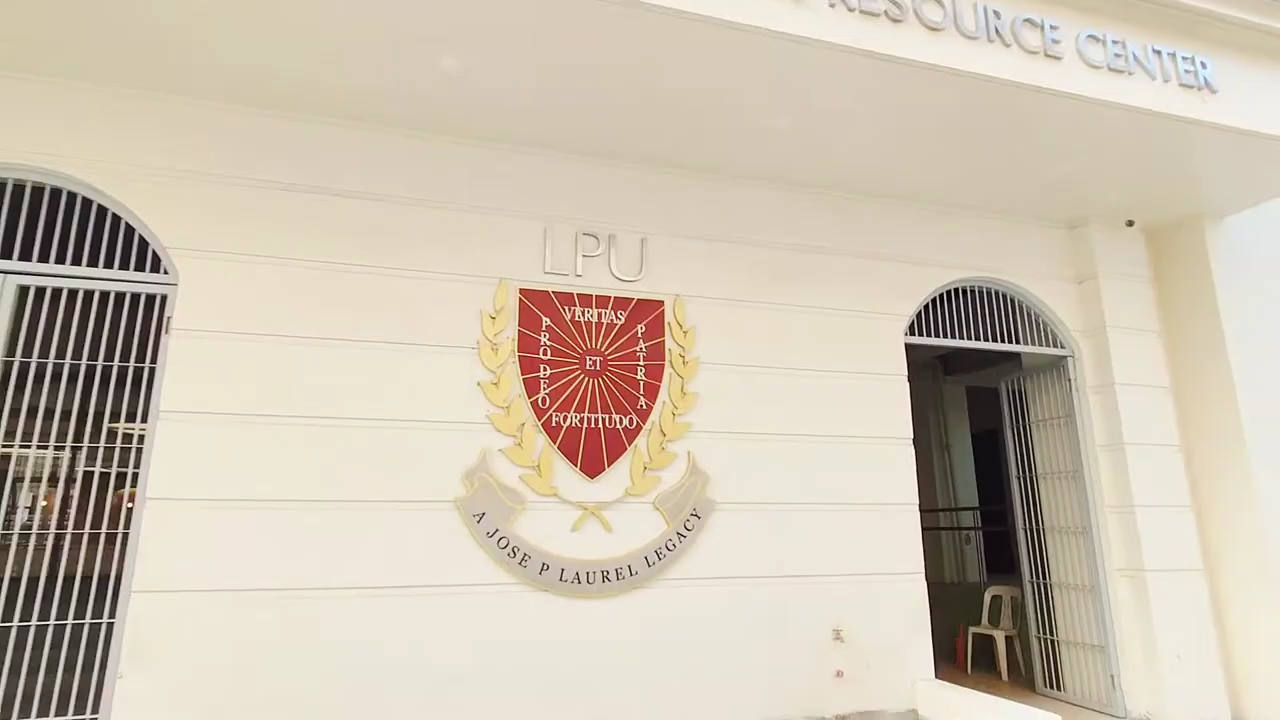 RESOURCE CENTER
LPU
VERITAS
PRO DEO
ET
PATRIA
FORTITUDO
A JOSE P LAUREL LEGACY